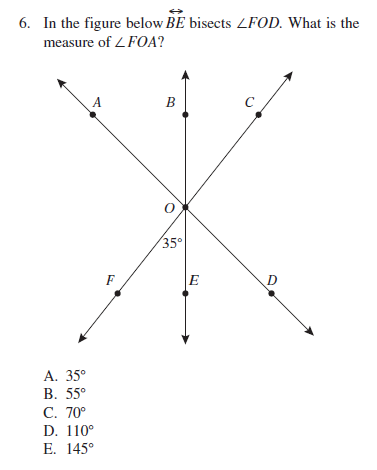 6. In the figure below BE bisects ∠FOD. What is the
measure of ∠FOA?
A B C
O
35°
F E D
A. 35°
B. 55°
C. 70°
D. 110°
E. 145°